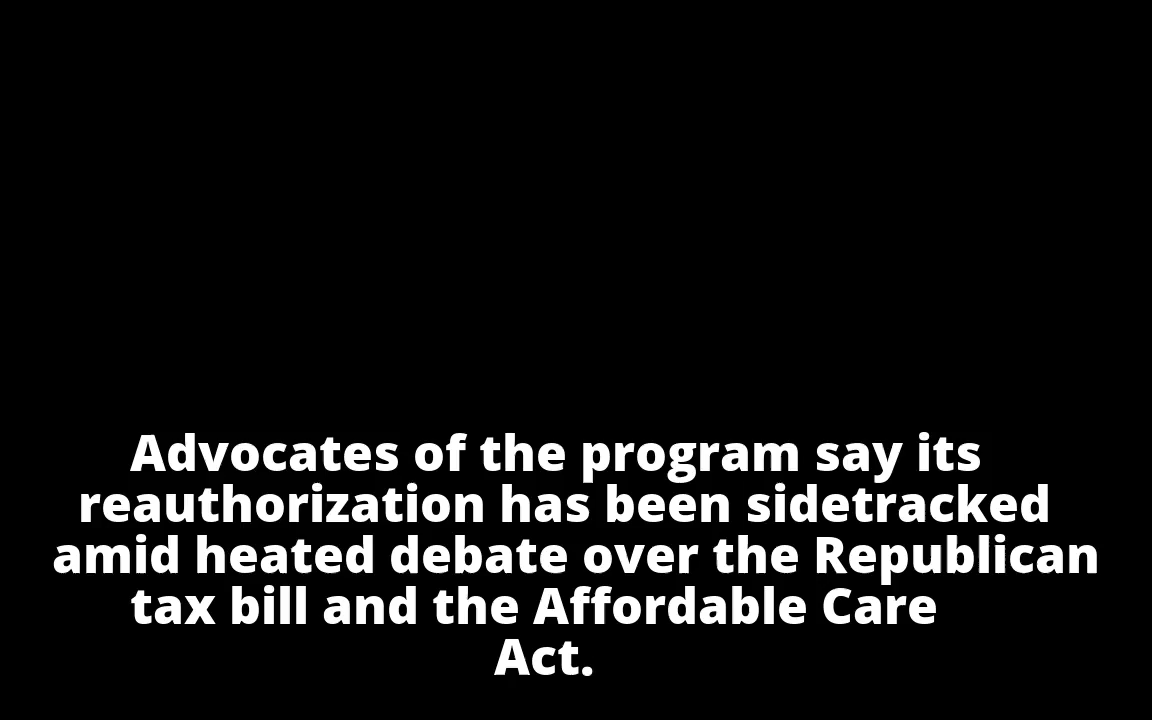 Advocates of the program say its
reauthorization has been sidetracked
amid heated debate over the Republican
tax bill and the Affordable Care
Act.